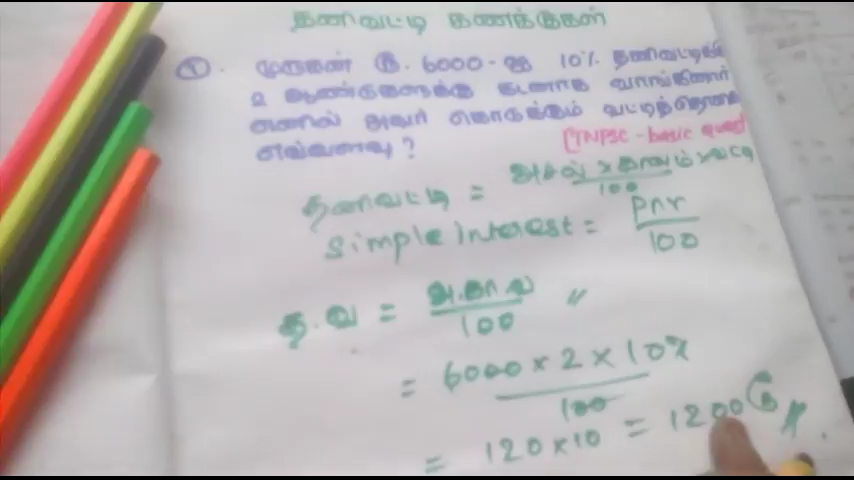 தனிவட்டி கணக்குகள்
① . முருகன் ரூ. 6000-ஐ 10% தனிவட்டிக்கு
2 ஆண்டுகளுக்கு கடனாக வாங்கினார்
எனில் அவர் கொடுக்கும் வட்டித்தொகை
எவ்வளவு ? [TNPSC - basic quest
தனிவட்டி = அசல் x காலம் x வட்டி / 100
Simple interest = pnr / 100
த.வ = அ.கா.வ / 100 //
= 6000 x 2 x 10% / 100
= 120 x 10 = 1200 ரூ //.